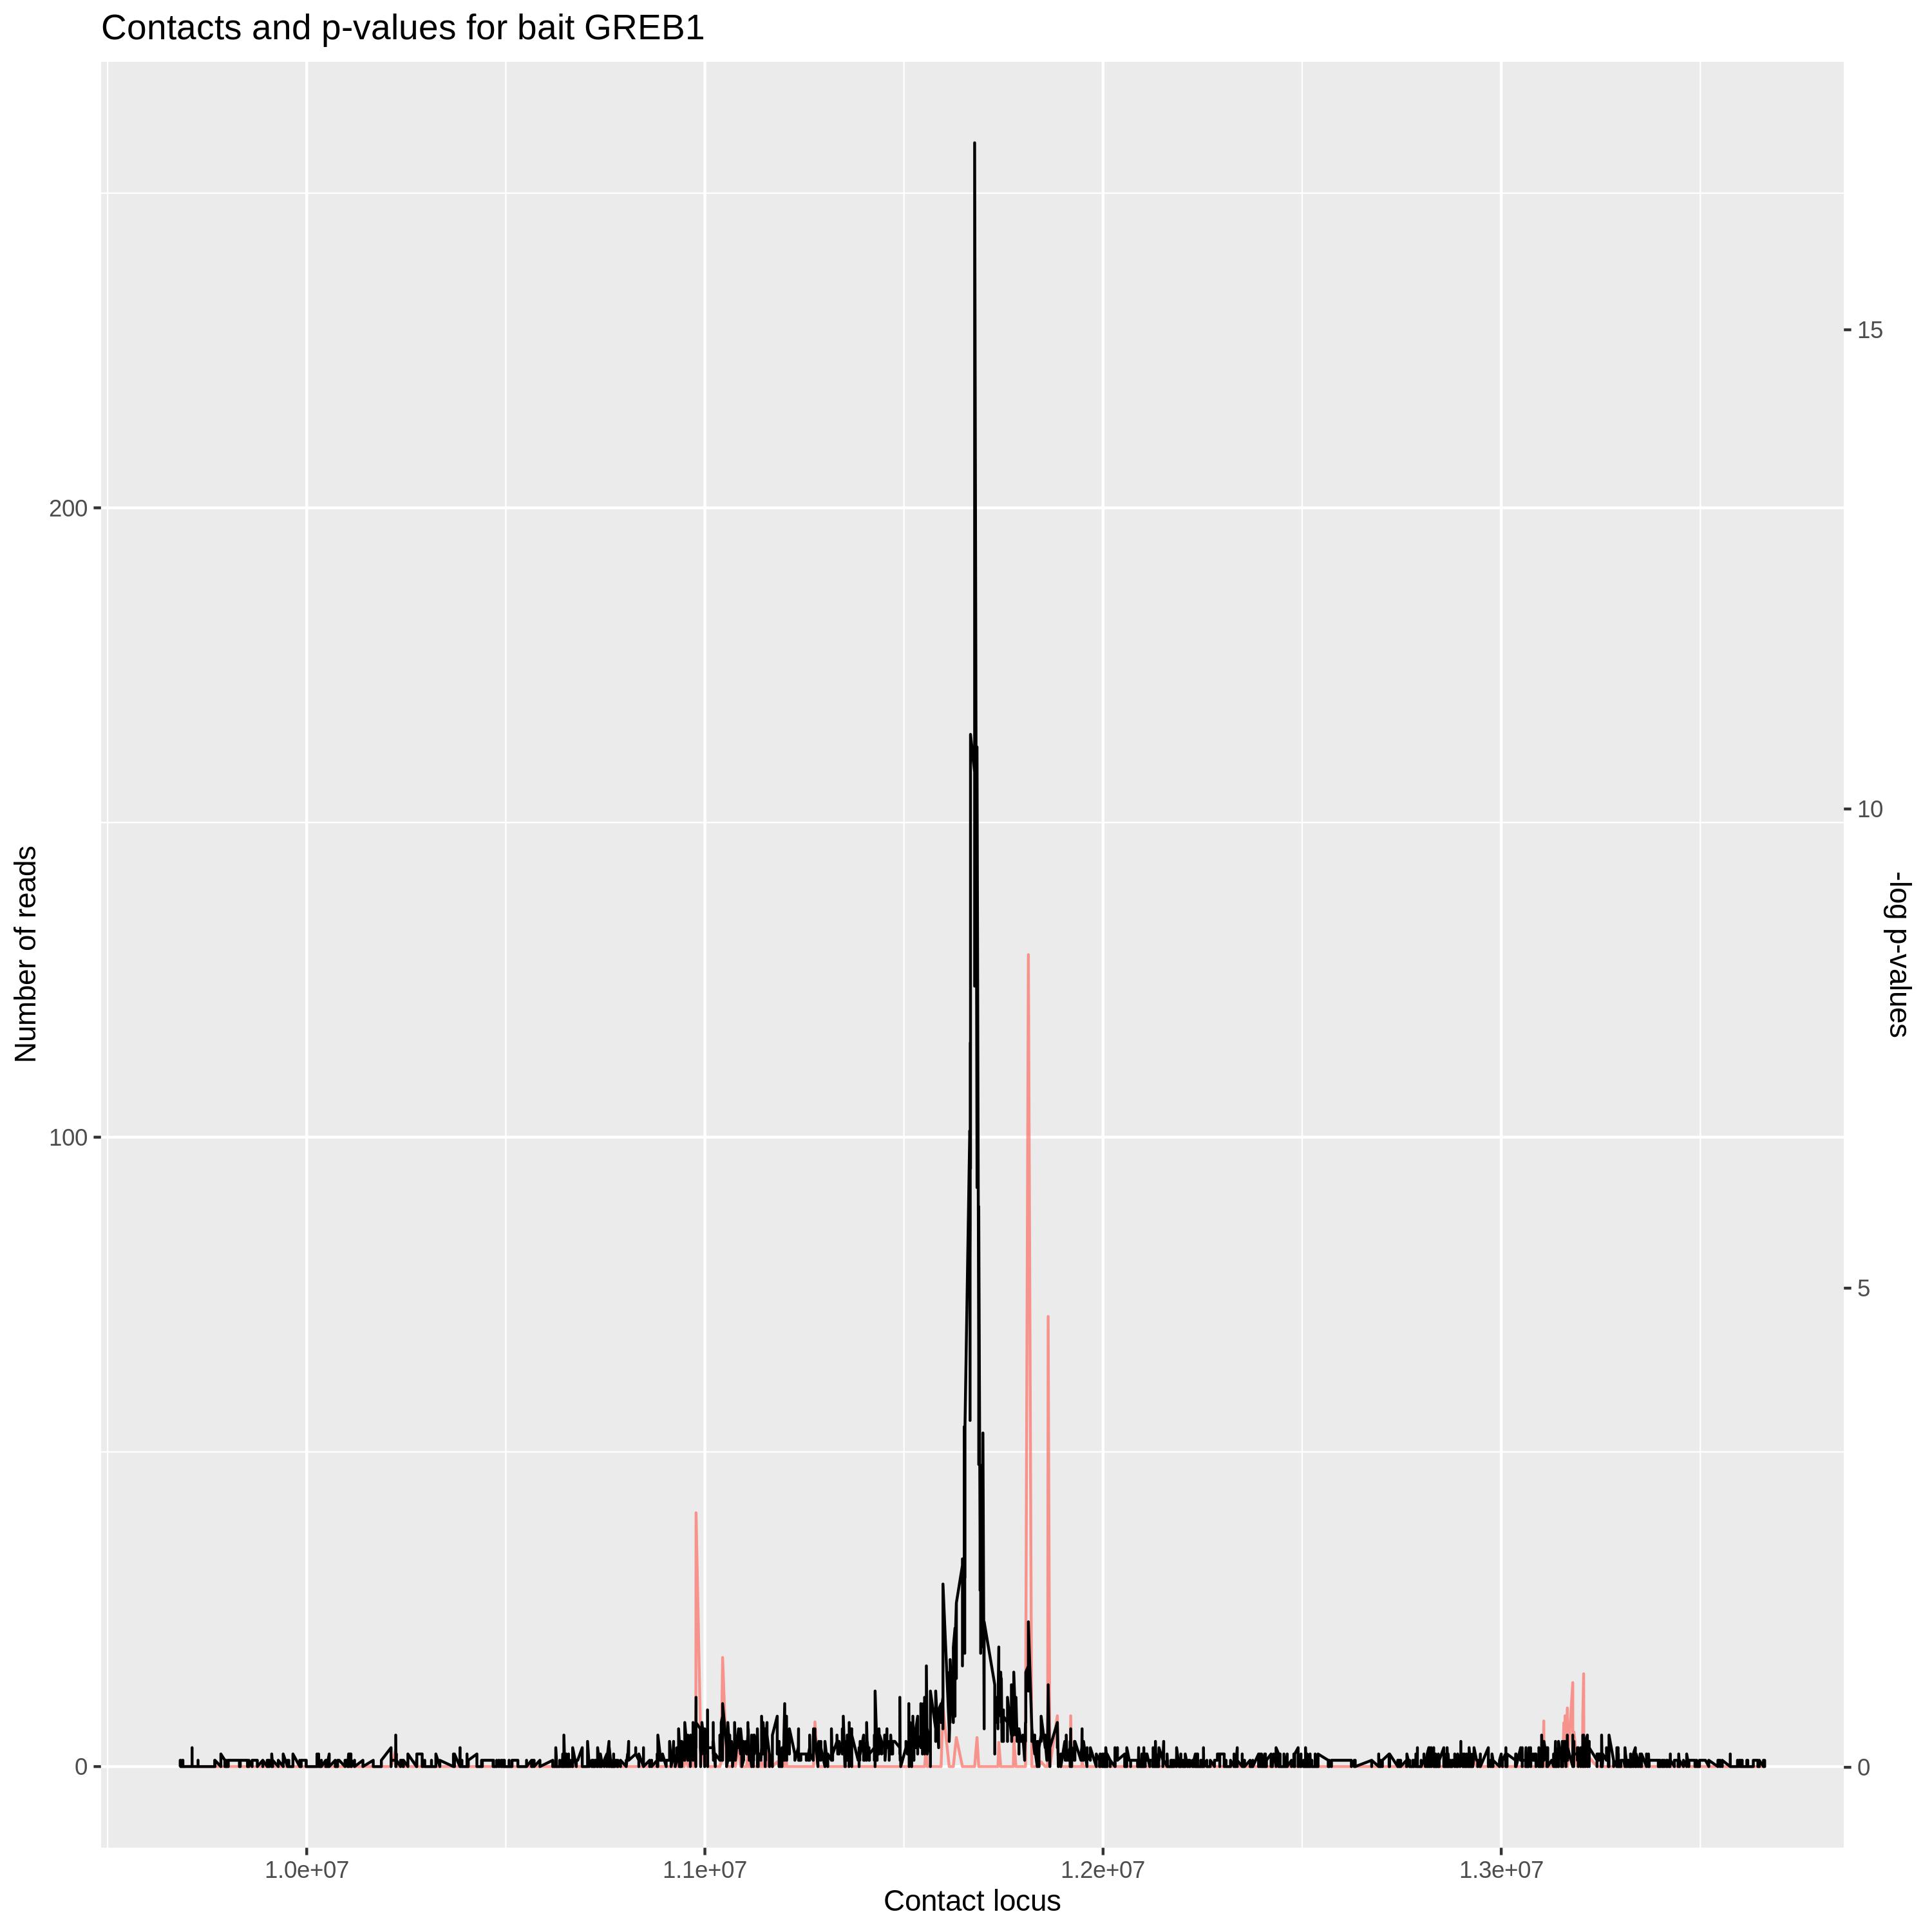 Contacts and p-values for bait GREB1
Number of reads
200
100
0
15
10
5
0
-log p-values
1.0e+07
1.1e+07
1.2e+07
1.3e+07
Contact locus